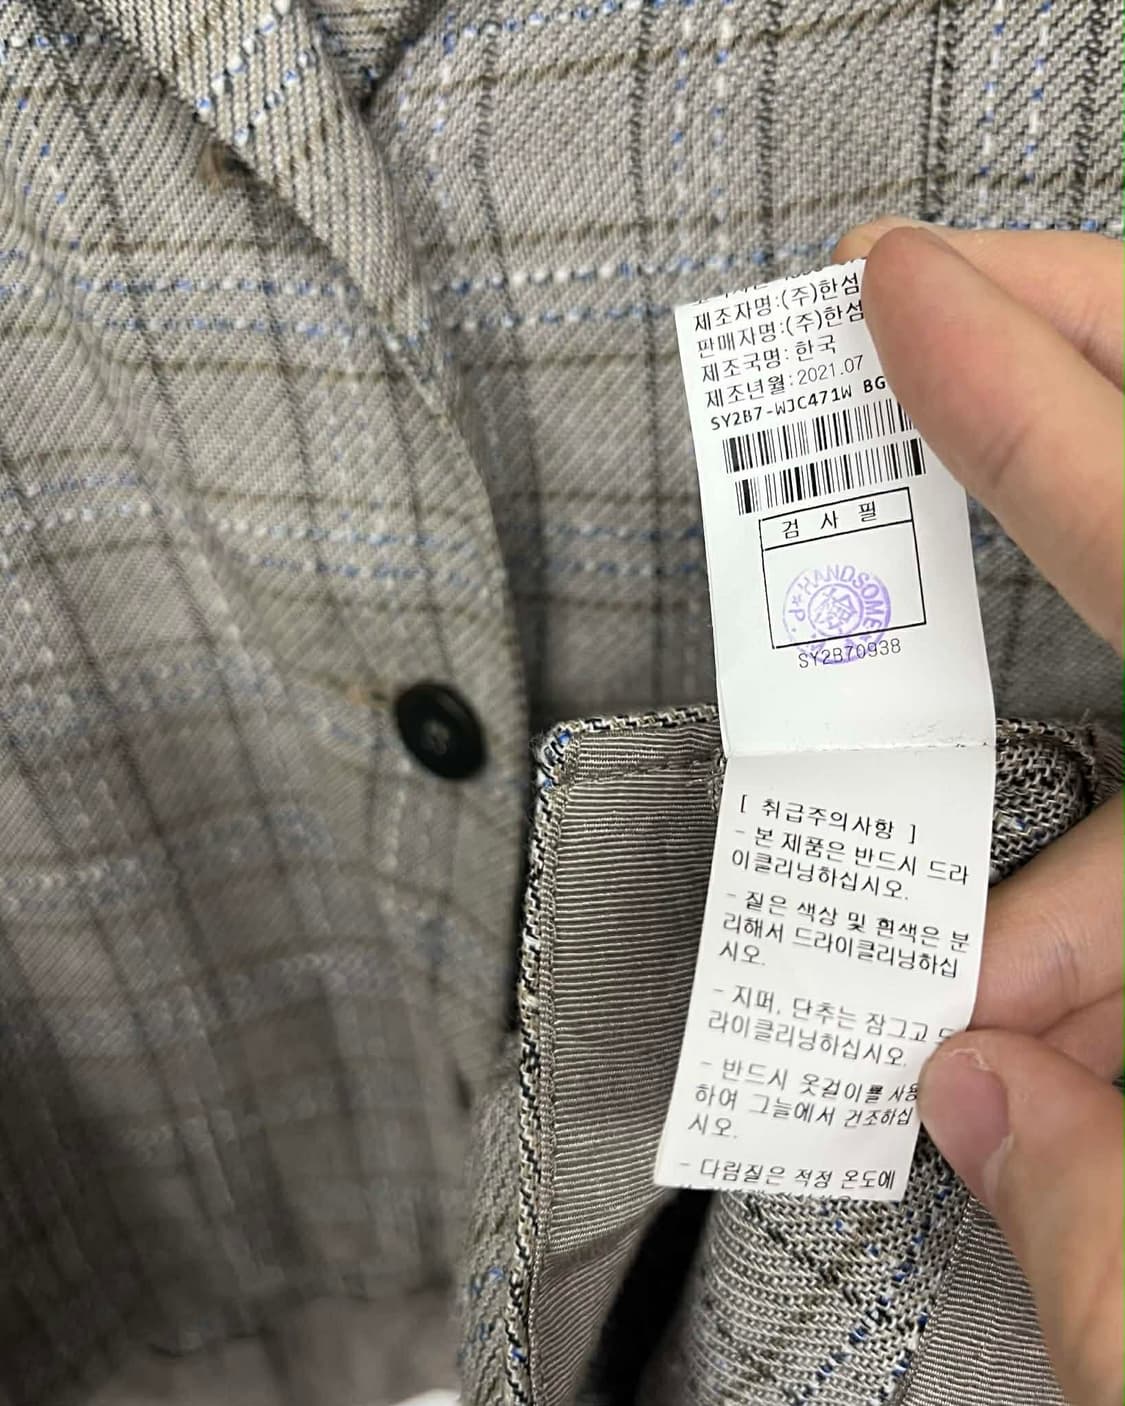 제조자명:(주)한섬
판매자명:(주)한섬
제조국명: 한국
제조년월:2021.07
SY2B7-WJC471W BG
검 사 필
HANDSOME
檢
SY2B70938
[ 취급주의사항 ]
- 본 제품은 반드시 드라
이클리닝하십시오.
- 짙은 색상 및 흰색은 분
리해서 드라이클리닝하십
시오.
- 지퍼, 단추는 잠그고 드
라이클리닝하십시오.
- 반드시 옷걸이를 사용
하여 그늘에서 건조하십
시오.
- 다림질은 적정 온도에